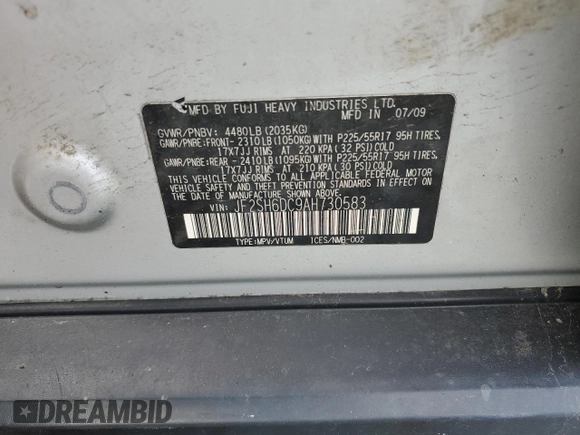 MFD BY FUJI HEAVY INDUSTRIES LTD.
MFD IN 07/09
GVWR/PNBV: 4480LB(2035KG)
GAWR/PNBE:FRONT- 2310LB(1050KG)WITH P225/55R17 95H TIRES,
17X7JJ RIMS AT 220 KPA(32 PSI)COLD
GAWR/PNBE:REAR - 2410LB(1095KG)WITH P225/55R17 95H TIRES,
17X7JJ RIMS AT 210 KPA(30 PSI)COLD
THIS VEHICLE CONFORMS TO ALL APPLICABLE FEDERAL MOTOR
VEHICLE SAFETY STANDARDS IN EFFECT ON
THE DATE OF MANUFACTURE SHOWN ABOVE.
VIN: JF2SH6DC9AH730583
TYPE:MPV/VTUM ICES/NMB-002
DREAMBID